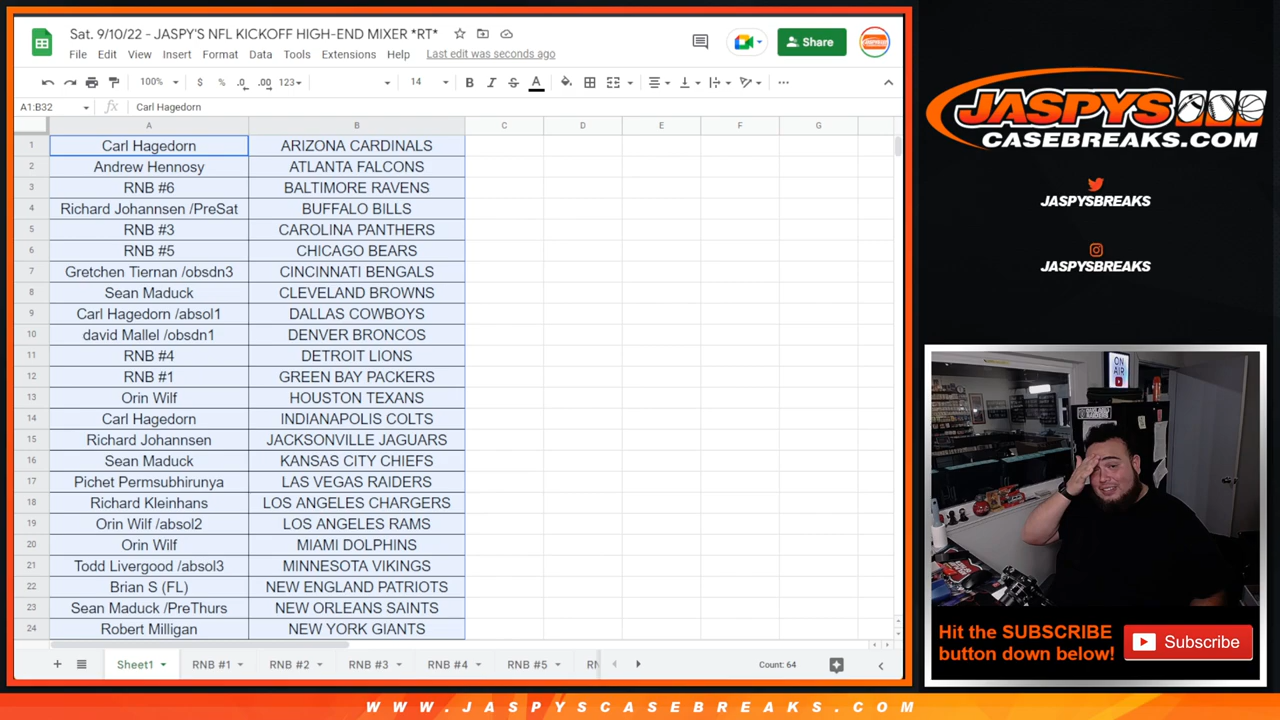 Sat. 9/10/22 - JASPY'S NFL KICKOFF HIGH-END MIXER *RT*
File Edit View Insert Format Data Tools Extensions Help Last edit was seconds ago
Share
100% $ % .0 .00 123 14 B I S A
A1:B32 fx Carl Hagedorn
A B C D E F G
1 Carl Hagedorn ARIZONA CARDINALS
2 Andrew Hennosy ATLANTA FALCONS
3 RNB #6 BALTIMORE RAVENS
4 Richard Johannsen /PreSat BUFFALO BILLS
5 RNB #3 CAROLINA PANTHERS
6 RNB #5 CHICAGO BEARS
7 Gretchen Tiernan /obsdn3 CINCINNATI BENGALS
8 Sean Maduck CLEVELAND BROWNS
9 Carl Hagedorn /absol1 DALLAS COWBOYS
10 david Mallel /obsdn1 DENVER BRONCOS
11 RNB #4 DETROIT LIONS
12 RNB #1 GREEN BAY PACKERS
13 Orin Wilf HOUSTON TEXANS
14 Carl Hagedorn INDIANAPOLIS COLTS
15 Richard Johannsen JACKSONVILLE JAGUARS
16 Sean Maduck KANSAS CITY CHIEFS
17 Pichet Permsubhirunya LAS VEGAS RAIDERS
18 Richard Kleinhans LOS ANGELES CHARGERS
19 Orin Wilf /absol2 LOS ANGELES RAMS
20 Orin Wilf MIAMI DOLPHINS
21 Todd Livergood /absol3 MINNESOTA VIKINGS
22 Brian S (FL) NEW ENGLAND PATRIOTS
23 Sean Maduck /PreThurs NEW ORLEANS SAINTS
24 Robert Milligan NEW YORK GIANTS
Sheet1 RNB #1 RNB #2 RNB #3 RNB #4 RNB #5 Count: 64
JASPYS
CASEBREAKS.COM
JASPYSBREAKS
JASPYSBREAKS
ON
AIR
Hit the SUBSCRIBE
button down below!
Subscribe
WWW.JASPYSCASEBREAKS.COM